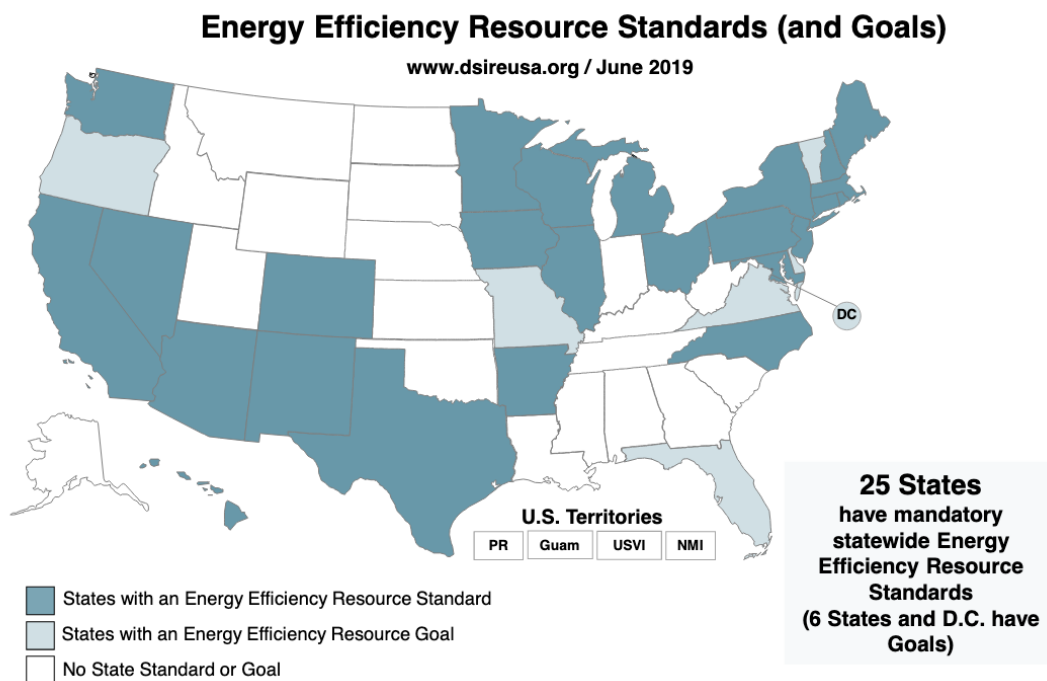 Energy Efficiency Resource Standards (and Goals)
www.dsireusa.org / June 2019
DC
U.S. Territories
PR
Guam
USVI
NMI
25 States
have mandatory
statewide Energy
Efficiency Resource
Standards
(6 States and D.C. have
Goals)
States with an Energy Efficiency Resource Standard
States with an Energy Efficiency Resource Goal
No State Standard or Goal